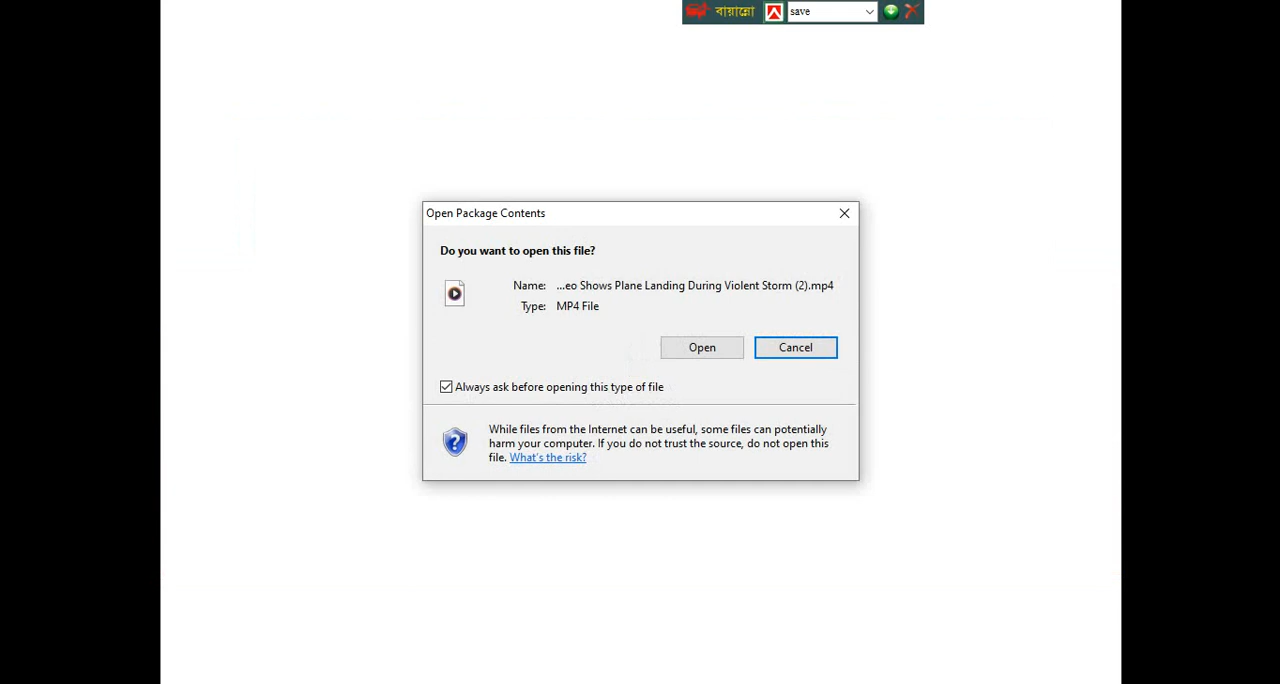 বায়ান্নো save
Open Package Contents
Do you want to open this file?
Name: ...eo Shows Plane Landing During Violent Storm (2).mp4
Type: MP4 File
Open Cancel
Always ask before opening this type of file
While files from the Internet can be useful, some files can potentially
harm your computer. If you do not trust the source, do not open this
file. What's the risk?